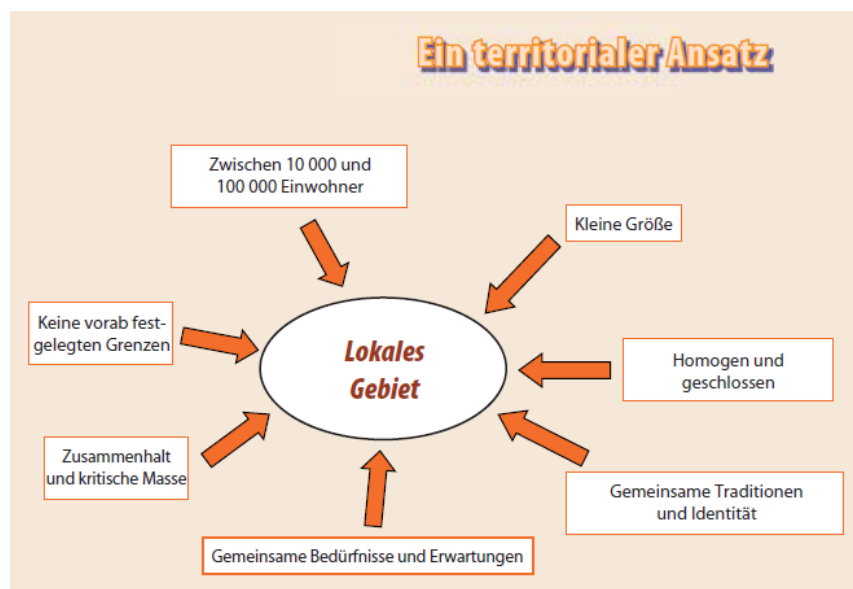 Ein territorialer Ansatz
Zwischen 10 000 und
100 000 Einwohner
Kleine Größe
Keine vorab fest-
gelegten Grenzen
Lokales
Gebiet
Homogen und
geschlossen
Zusammenhalt
und kritische Masse
Gemeinsame Traditionen
und Identität
Gemeinsame Bedürfnisse und Erwartungen